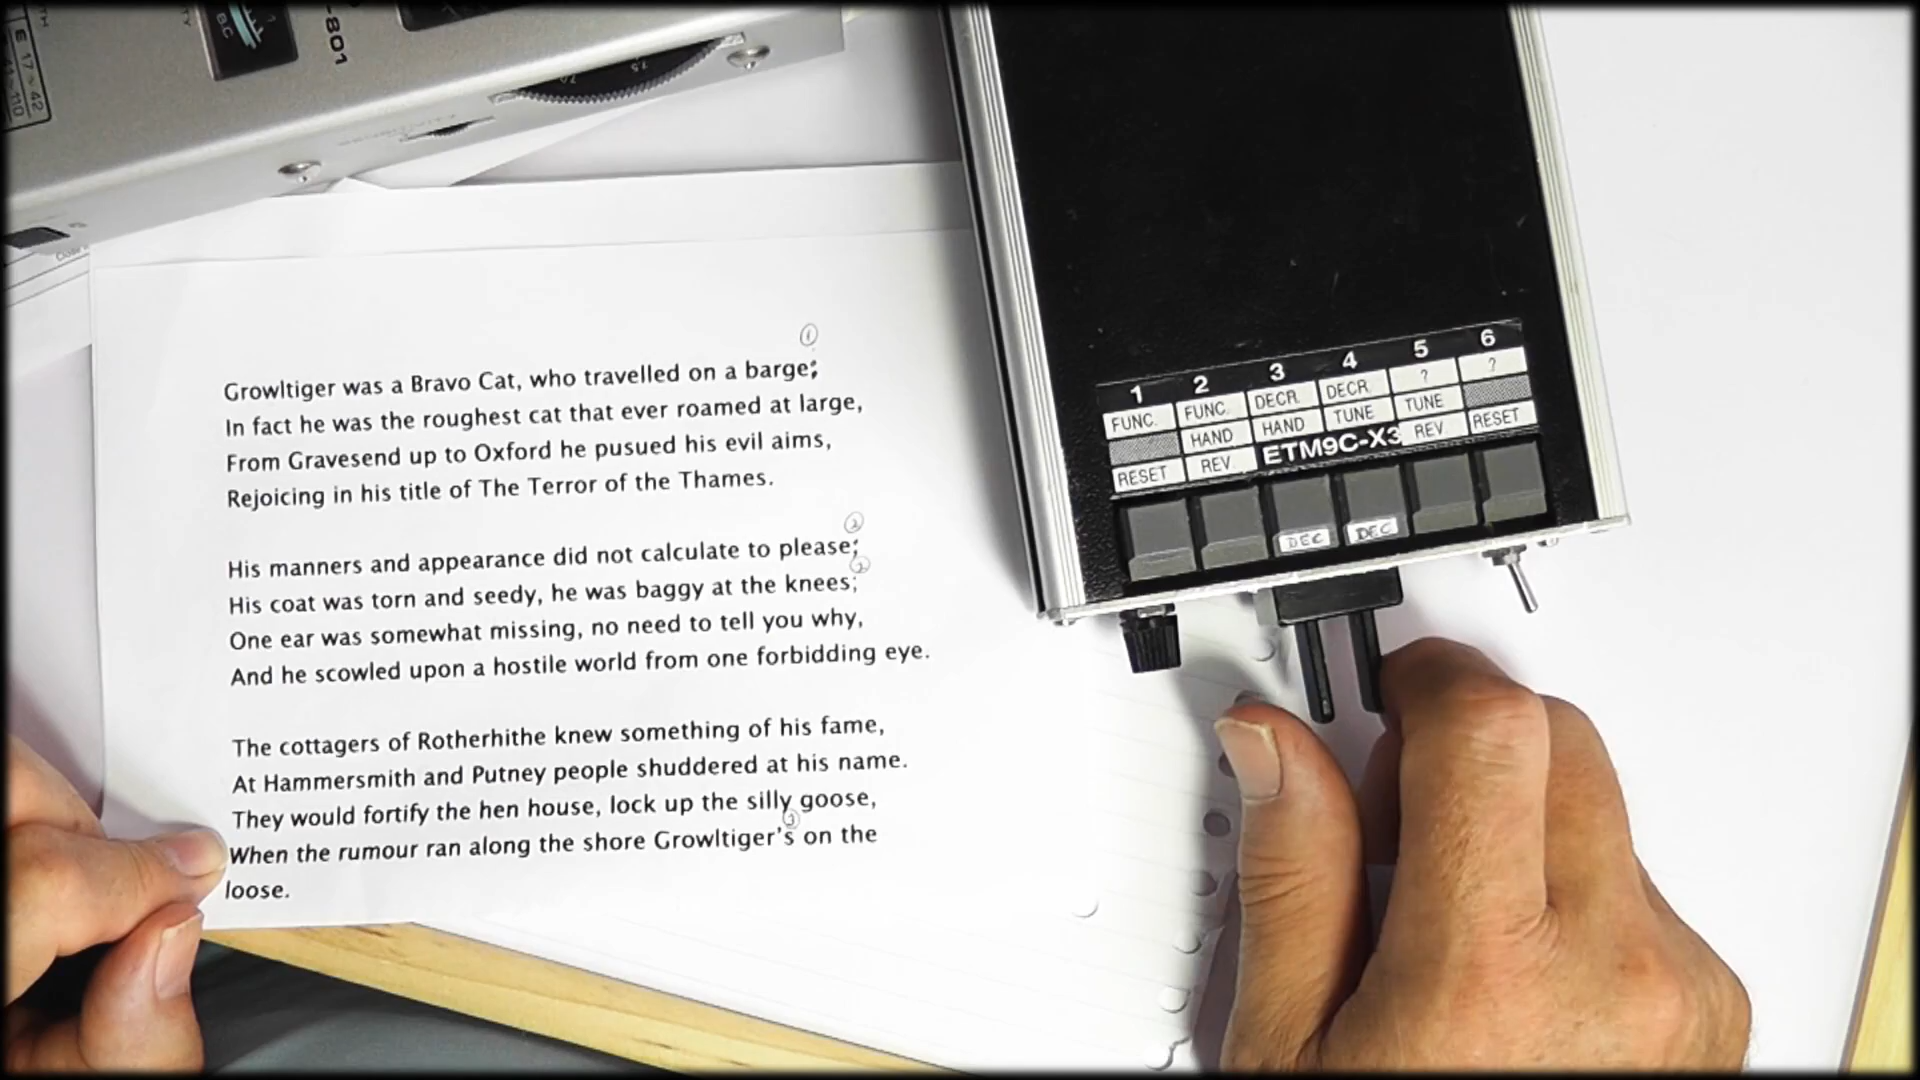 B.C
-801
E 17~42
①
Growltiger was a Bravo Cat, who travelled on a barge;
In fact he was the roughest cat that ever roamed at large,
From Gravesend up to Oxford he pusued his evil aims,
Rejoicing in his title of The Terror of the Thames.
②
His manners and appearance did not calculate to please;
②
His coat was torn and seedy, he was baggy at the knees;
One ear was somewhat missing, no need to tell you why,
And he scowled upon a hostile world from one forbidding eye.
The cottagers of Rotherhithe knew something of his fame,
At Hammersmith and Putney people shuddered at his name.
They would fortify the hen house, lock up the silly goose,
③
When the rumour ran along the shore Growltiger's on the
loose.
1 2 3 4 5 6
FUNC. FUNC. DECR. DECR. ? ?
HAND HAND TUNE TUNE
RESET REV. ETM9C-X3 REV RESET
DEC DEC